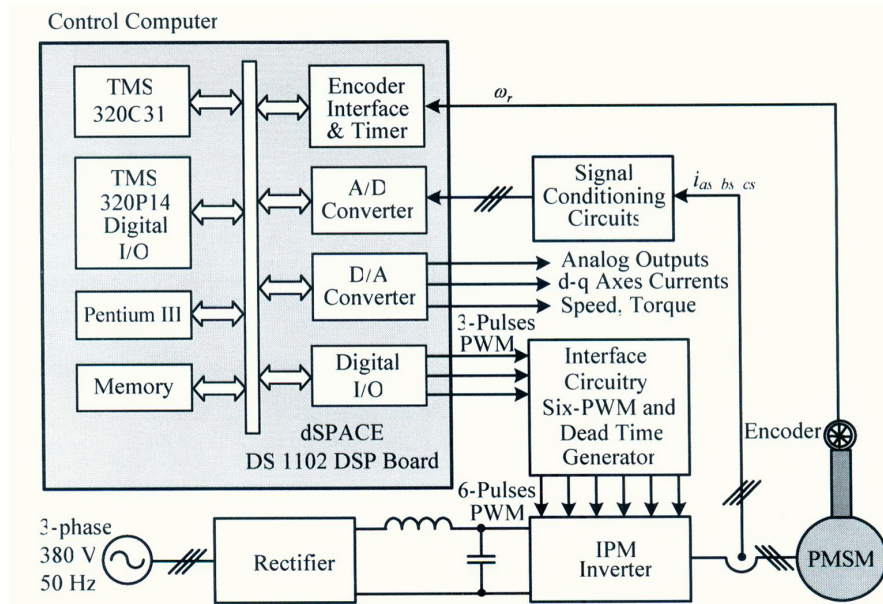 Control Computer
TMS
320C31
Encoder
Interface
& Timer
ωr
TMS
320P14
Digital
I/O
A/D
Converter
Signal
Conditioning
Circuits
ias bs cs
D/A
Converter
Analog Outputs
d-q Axes Currents
Speed, Torque
Pentium III
3-Pulses
PWM
Memory
Digital
I/O
Interface
Circuitry
Six-PWM and
Dead Time
Generator
dSPACE
DS 1102 DSP Board
Encoder
6-Pulses
PWM
3-phase
380 V
50 Hz
Rectifier
IPM
Inverter
PMSM